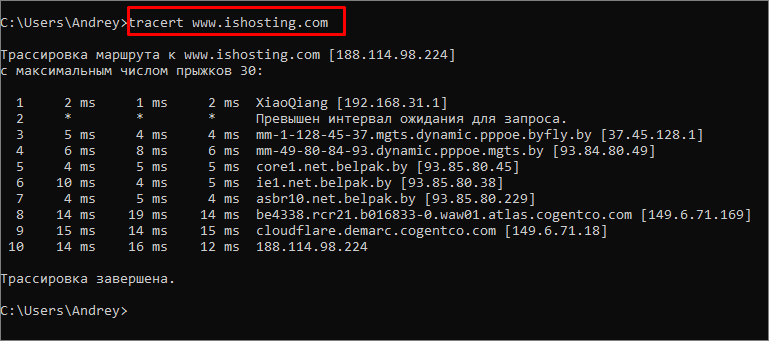 C:\Users\Andrey>tracert www.ishosting.com
Трассировка маршрута к www.ishosting.com [188.114.98.224]
с максимальным числом прыжков 30:
1 2 ms 1 ms 2 ms XiaoQiang [192.168.31.1]
2 * * * Превышен интервал ожидания для запроса.
3 5 ms 4 ms 4 ms mm-1-128-45-37.mgts.dynamic.pppoe.byfly.by [37.45.128.1]
4 6 ms 8 ms 6 ms mm-49-80-84-93.dynamic.pppoe.mgts.by [93.84.80.49]
5 4 ms 5 ms 5 ms core1.net.belpak.by [93.85.80.45]
6 10 ms 4 ms 5 ms ie1.net.belpak.by [93.85.80.38]
7 4 ms 5 ms 4 ms asbr10.net.belpak.by [93.85.80.229]
8 14 ms 19 ms 14 ms be4338.rcr21.b016833-0.waw01.atlas.cogentco.com [149.6.71.169]
9 15 ms 14 ms 15 ms cloudflare.demarc.cogentco.com [149.6.71.18]
10 14 ms 16 ms 12 ms 188.114.98.224
Трассировка завершена.
C:\Users\Andrey>